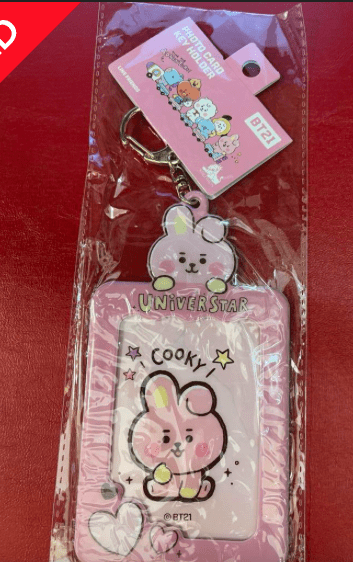 PHOTO CARD
KEY HOLDER
BT21
UNiVERSTAR
COOKY
©BT21